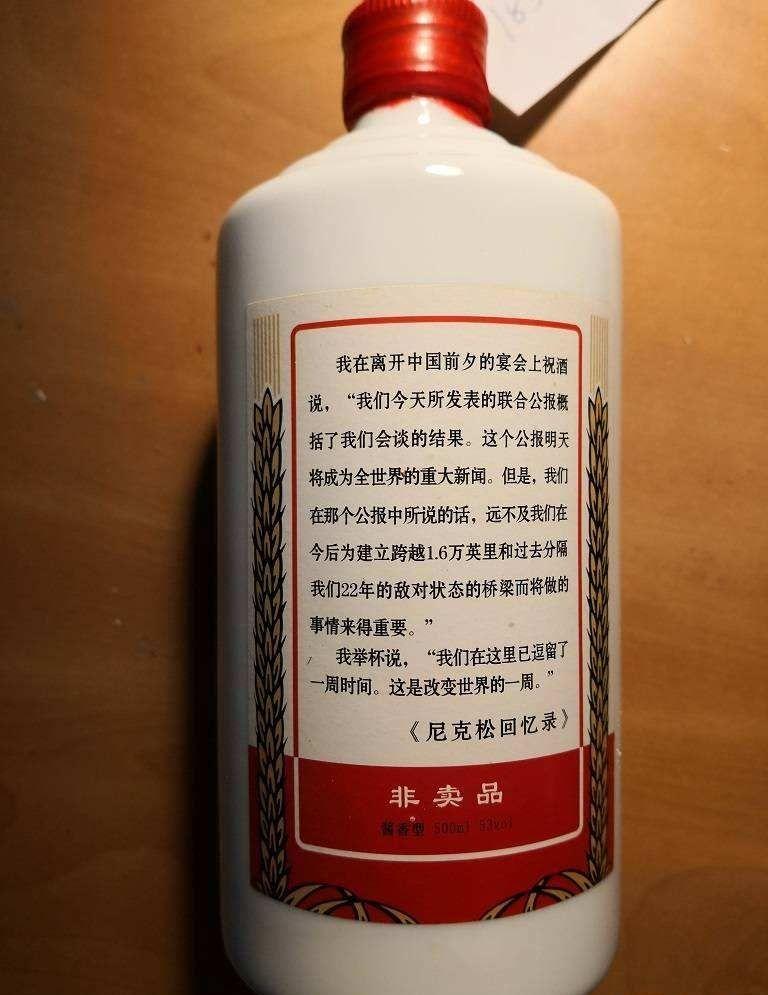 我在离开中国前夕的宴会上祝酒
说，“我们今天所发表的联合公报概
括了我们会谈的结果。这个公报明天
将成为全世界的重大新闻。但是，我们
在那个公报中所说的话，远不及我们在
今后为建立跨越1.6万英里和过去分隔
我们22年的敌对状态的桥梁而将做的
事情来得重要。”
我举杯说，“我们在这里已逗留了
一周时间。这是改变世界的一周。”
《尼克松回忆录》
非卖品
酱香型 500ml 53vol